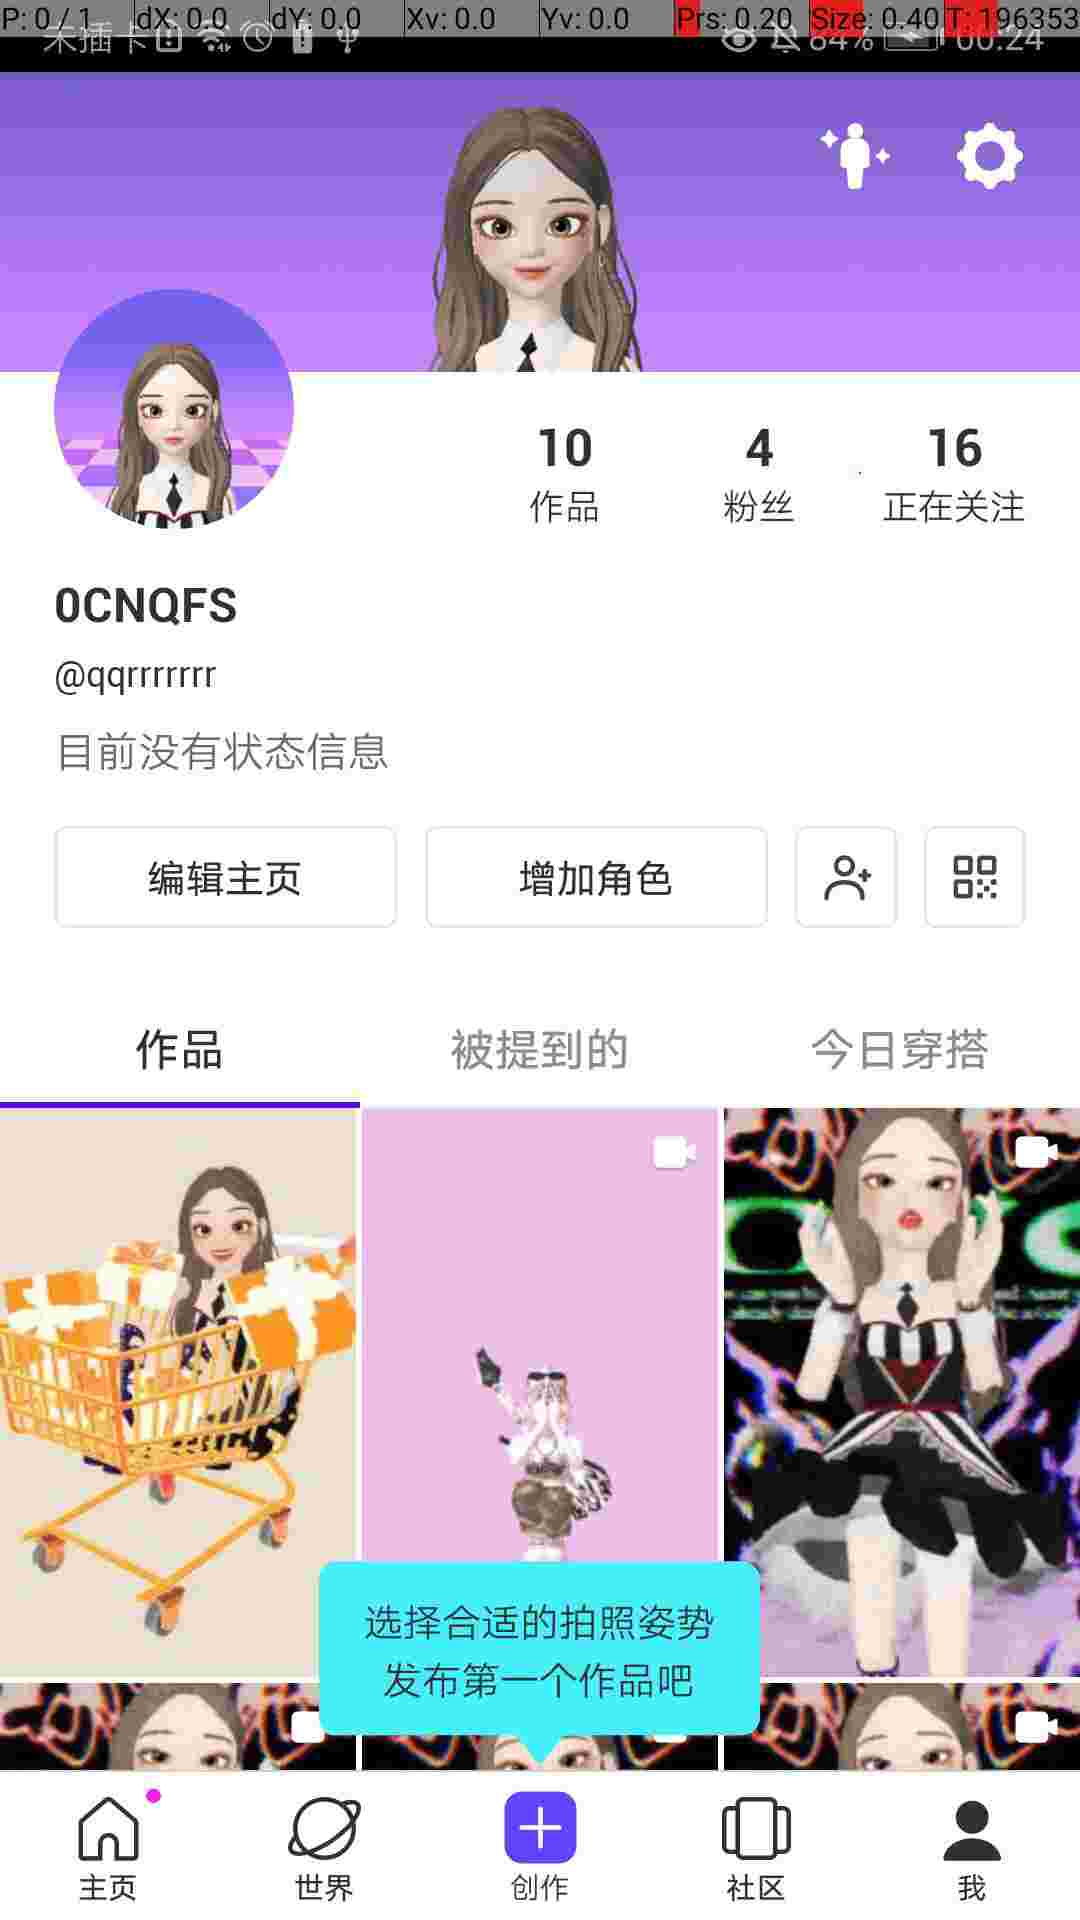 P: 0 / 1 dX: 0.0 dY: 0.0 Xv: 0.0 Yv: 0.0 Prs: 0.20 Size: 0.40 T: 196353
未插卡 84% 00:24
10 4 16
作品 粉丝 正在关注
0CNQFS
@qqrrrrrrr
目前没有状态信息
编辑主页 增加角色
作品 被提到的 今日穿搭
选择合适的拍照姿势
发布第一个作品吧
主页 世界 创作 社区 我